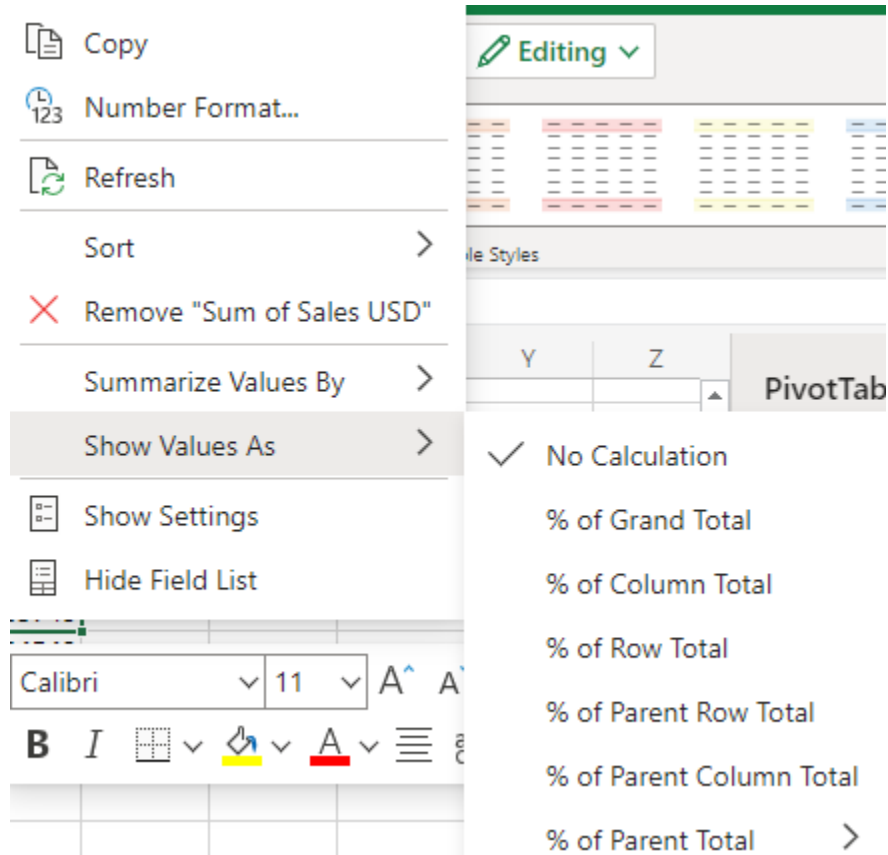 Copy
Editing
Number Format...
Refresh
Sort
le Styles
Remove "Sum of Sales USD"
Y Z
Summarize Values By
PivotTab
Show Values As
No Calculation
Show Settings
% of Grand Total
Hide Field List
% of Column Total
% of Row Total
Calibri 11 A A
% of Parent Row Total
B I A
% of Parent Column Total
% of Parent Total